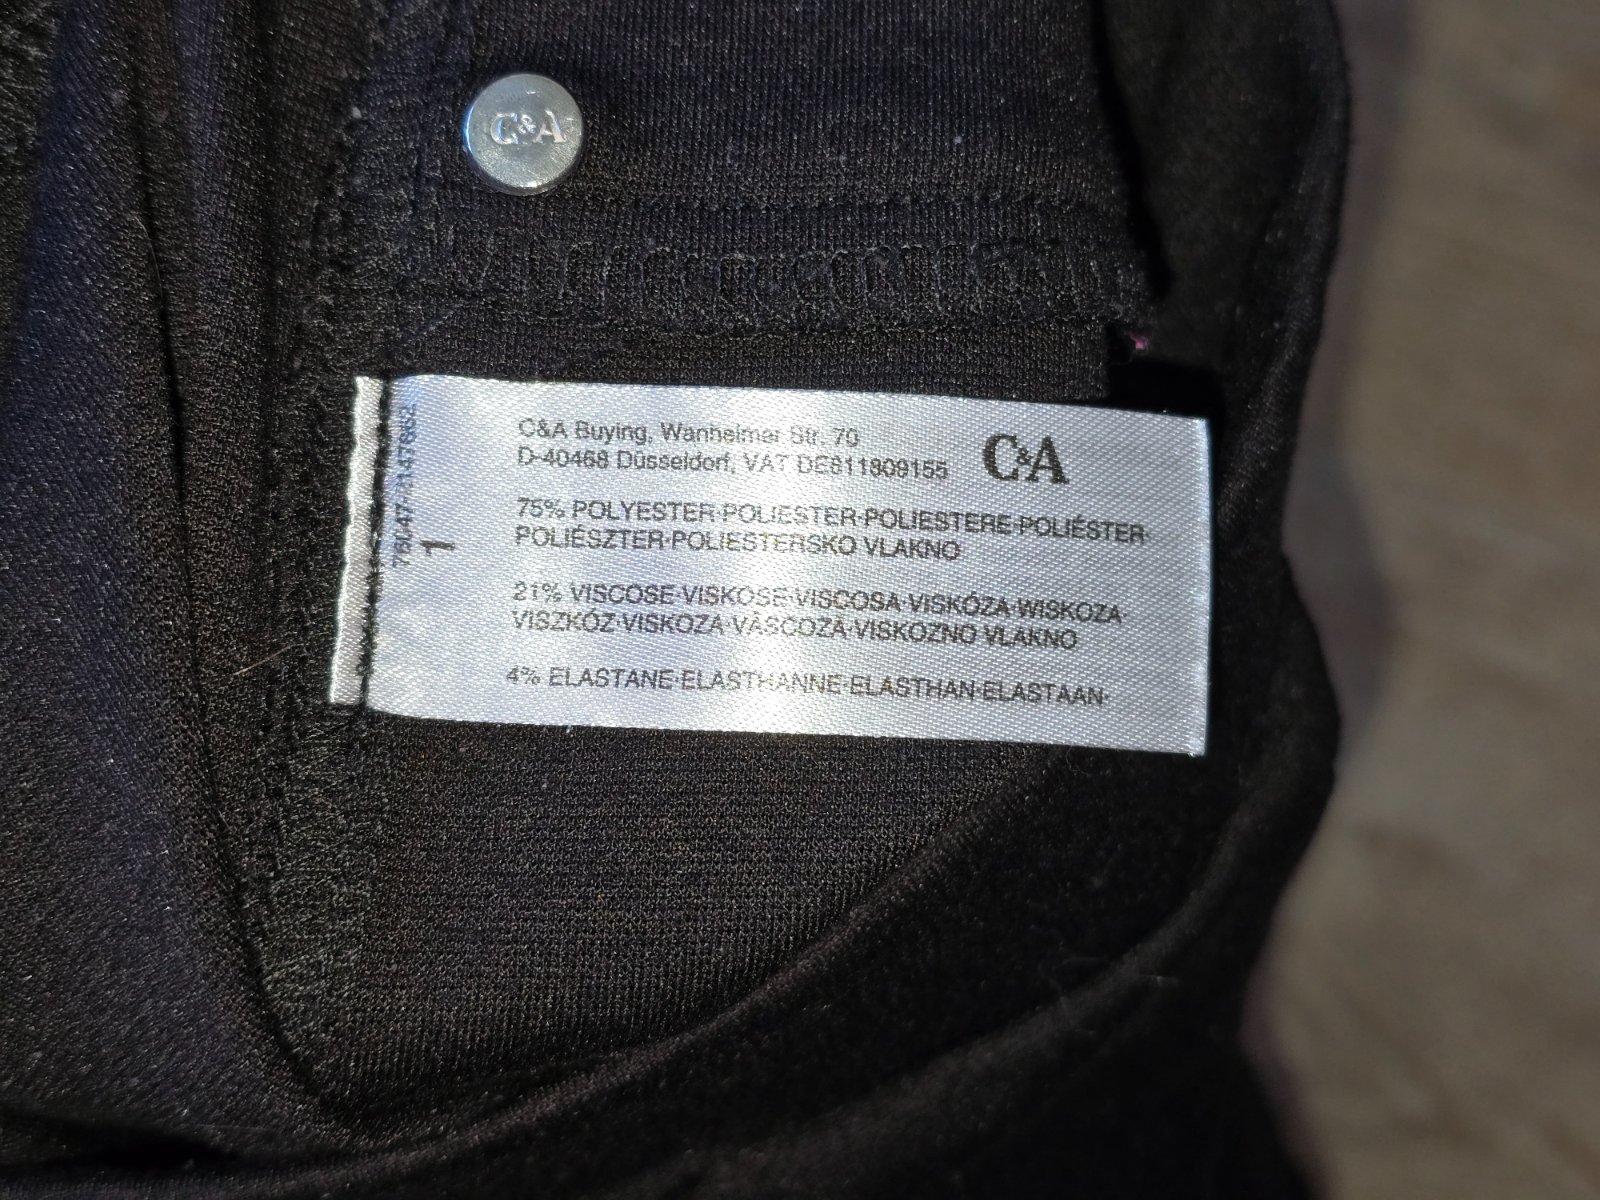 C&A
C&A Buying, Wanheimer Str. 70
D-40468 Düsseldorf, VAT DE811809155
C&A
75% POLYESTER·POLIESTER·POLIESTERE·POLIÉSTER·
POLIÉSZTER·POLIESTERSKO VLAKNO
21% VISCOSE·VISKOSE·VISCOSA·VISKÓZA·WISKOZA·
VISZKÓZ·VISKOZA·VÂSCOZA·VISKOZNO VLAKNO
4% ELASTANE·ELASTHANNE·ELASTHAN·ELASTAAN·
1